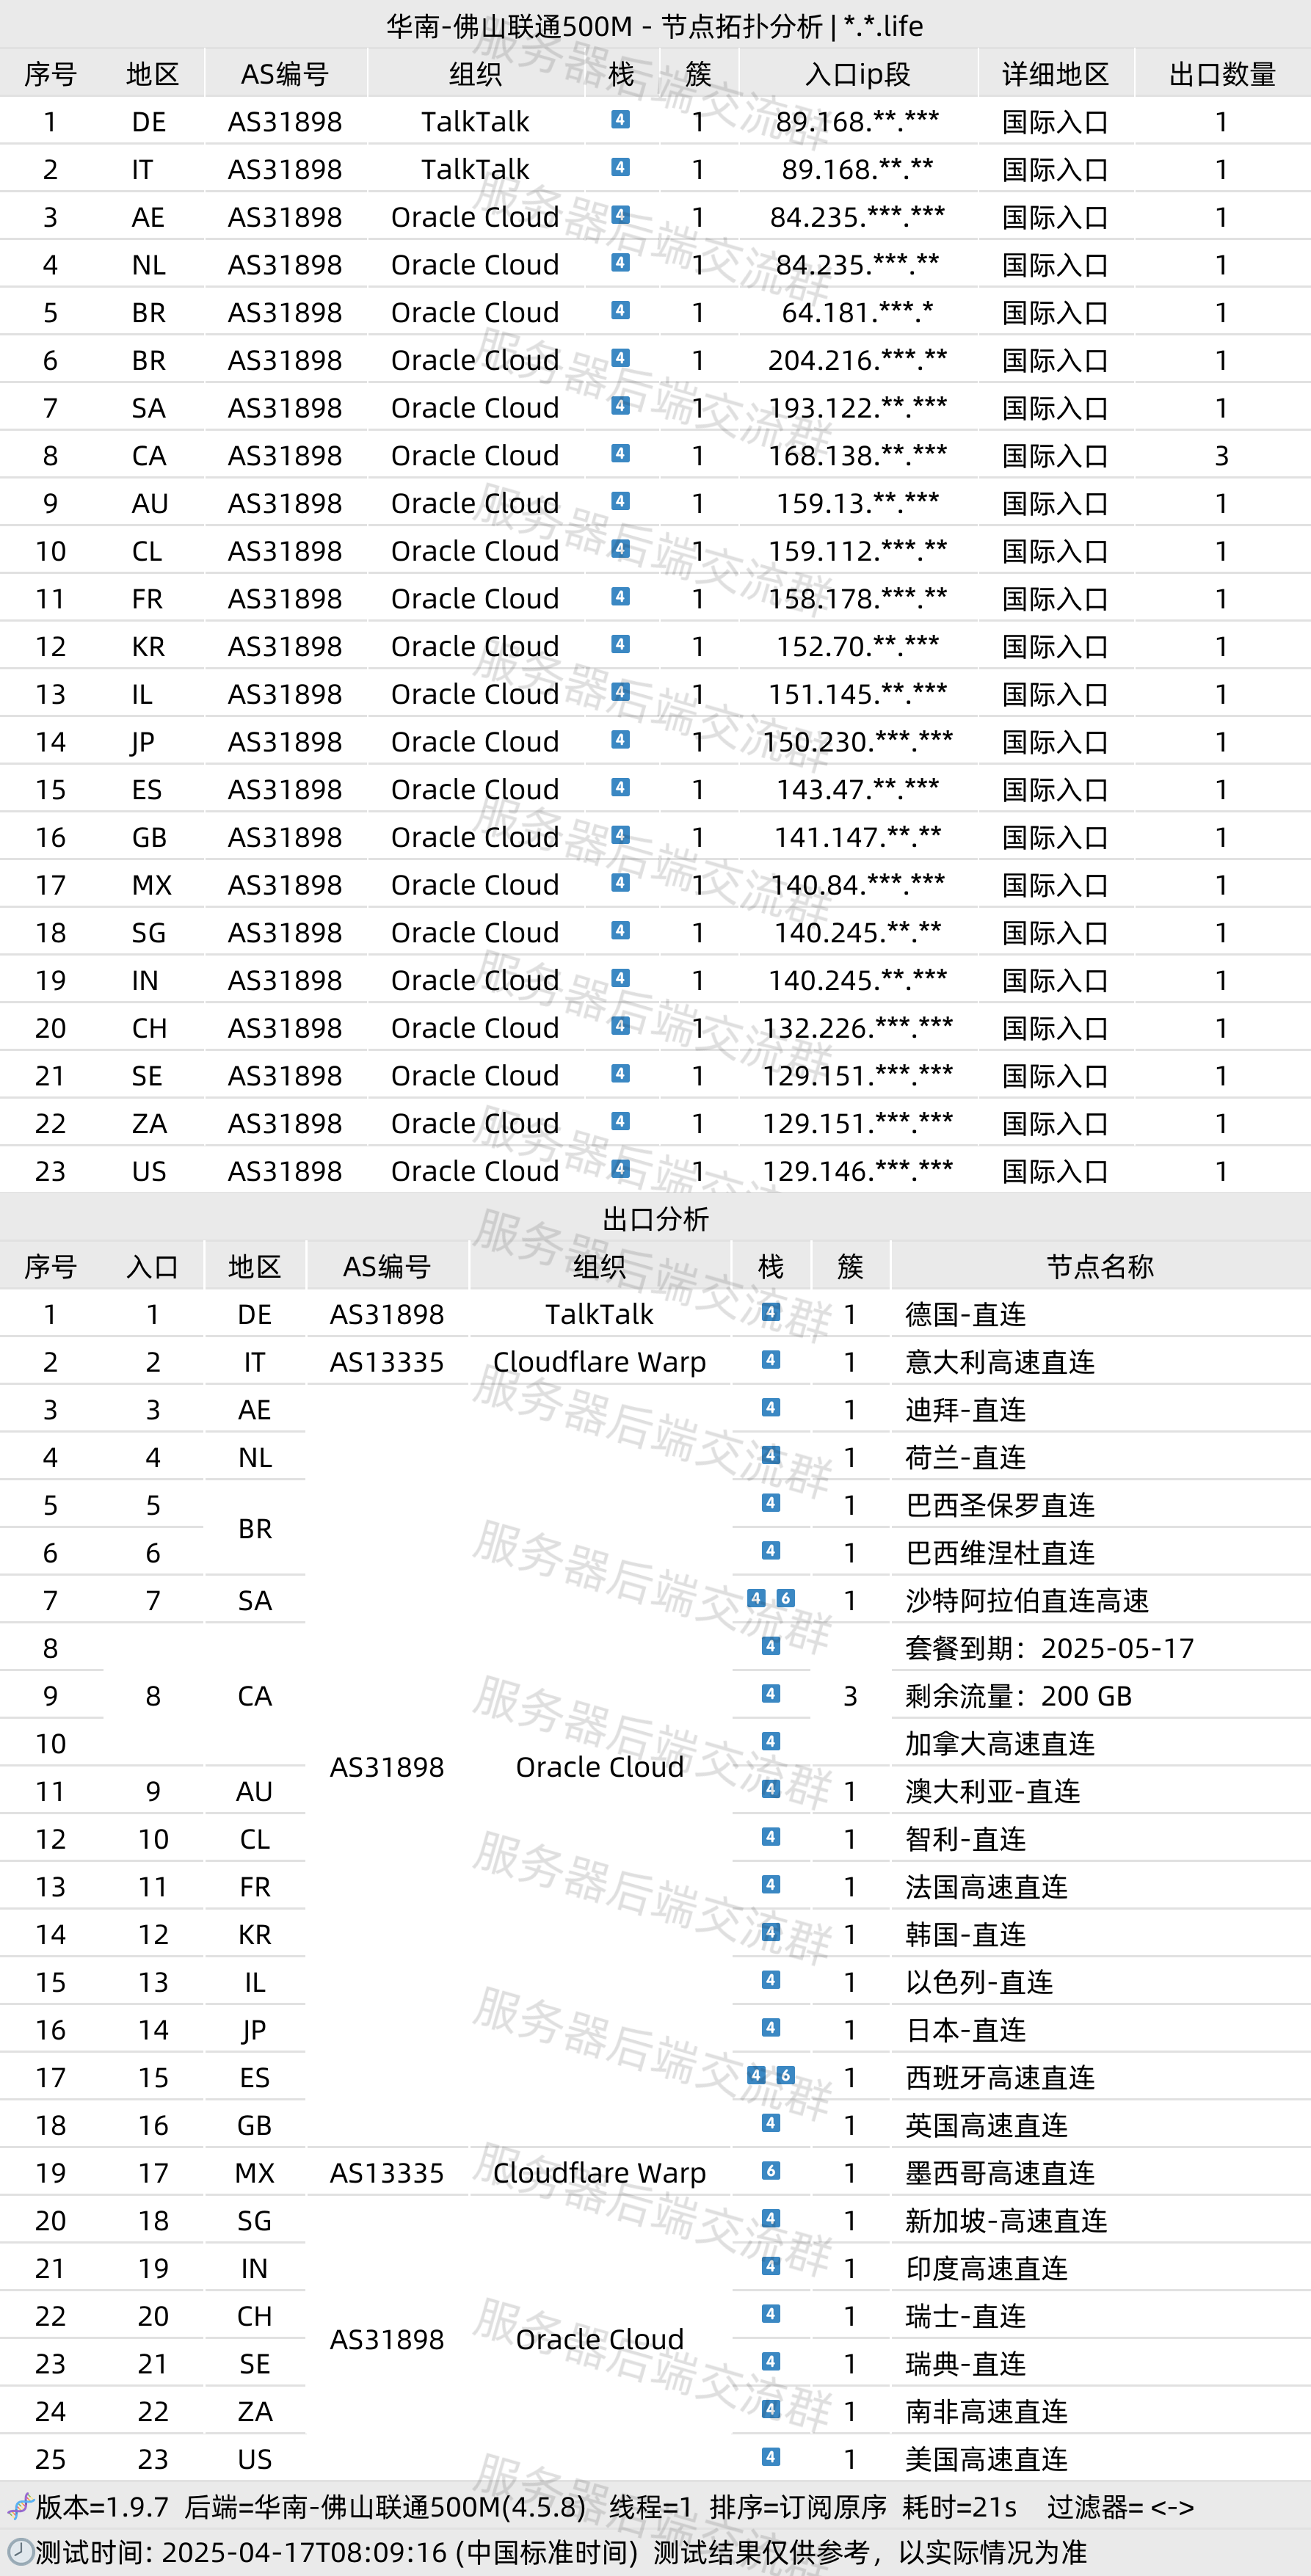 华南-佛山联通500M - 节点拓扑分析 | *.*.life
序号 地区 AS编号 组织 栈 簇 入口ip段 详细地区 出口数量
1 DE AS31898 TalkTalk 4 1 89.168.**.*** 国际入口 1
2 IT AS31898 TalkTalk 4 1 89.168.**.** 国际入口 1
3 AE AS31898 Oracle Cloud 4 1 84.235.***.*** 国际入口 1
4 NL AS31898 Oracle Cloud 4 1 84.235.***.** 国际入口 1
5 BR AS31898 Oracle Cloud 4 1 64.181.***.* 国际入口 1
6 BR AS31898 Oracle Cloud 4 1 204.216.***.** 国际入口 1
7 SA AS31898 Oracle Cloud 4 1 193.122.**.*** 国际入口 1
8 CA AS31898 Oracle Cloud 4 1 168.138.**.*** 国际入口 3
9 AU AS31898 Oracle Cloud 4 1 159.13.**.*** 国际入口 1
10 CL AS31898 Oracle Cloud 4 1 159.112.***.** 国际入口 1
11 FR AS31898 Oracle Cloud 4 1 158.178.***.** 国际入口 1
12 KR AS31898 Oracle Cloud 4 1 152.70.**.*** 国际入口 1
13 IL AS31898 Oracle Cloud 4 1 151.145.**.*** 国际入口 1
14 JP AS31898 Oracle Cloud 4 1 150.230.***.*** 国际入口 1
15 ES AS31898 Oracle Cloud 4 1 143.47.**.*** 国际入口 1
16 GB AS31898 Oracle Cloud 4 1 141.147.**.** 国际入口 1
17 MX AS31898 Oracle Cloud 4 1 140.84.***.*** 国际入口 1
18 SG AS31898 Oracle Cloud 4 1 140.245.**.** 国际入口 1
19 IN AS31898 Oracle Cloud 4 1 140.245.**.*** 国际入口 1
20 CH AS31898 Oracle Cloud 4 1 132.226.***.*** 国际入口 1
21 SE AS31898 Oracle Cloud 4 1 129.151.***.*** 国际入口 1
22 ZA AS31898 Oracle Cloud 4 1 129.151.***.*** 国际入口 1
23 US AS31898 Oracle Cloud 4 1 129.146.***.*** 国际入口 1
出口分析
序号 入口 地区 AS编号 组织 栈 簇 节点名称
1 1 DE AS31898 TalkTalk 4 1 德国-直连
2 2 IT AS13335 Cloudflare Warp 4 1 意大利高速直连
3 3 AE 4 1 迪拜-直连
4 4 NL 4 1 荷兰-直连
5 5 BR 4 1 巴西圣保罗直连
6 6 4 1 巴西维涅杜直连
7 7 SA 4 6 1 沙特阿拉伯直连高速
8 4 套餐到期：2025-05-17
9 8 CA 4 3 剩余流量：200 GB
10 4 加拿大高速直连
AS31898 Oracle Cloud
11 9 AU 4 1 澳大利亚-直连
12 10 CL 4 1 智利-直连
13 11 FR 4 1 法国高速直连
14 12 KR 4 1 韩国-直连
15 13 IL 4 1 以色列-直连
16 14 JP 4 1 日本-直连
17 15 ES 4 6 1 西班牙高速直连
18 16 GB 4 1 英国高速直连
19 17 MX AS13335 Cloudflare Warp 6 1 墨西哥高速直连
20 18 SG 4 1 新加坡-高速直连
21 19 IN 4 1 印度高速直连
22 20 CH 4 1 瑞士-直连
AS31898 Oracle Cloud
23 21 SE 4 1 瑞典-直连
24 22 ZA 4 1 南非高速直连
25 23 US 4 1 美国高速直连
版本=1.9.7 后端=华南-佛山联通500M(4.5.8) 线程=1 排序=订阅原序 耗时=21s 过滤器= <->
测试时间: 2025-04-17T08:09:16 (中国标准时间) 测试结果仅供参考，以实际情况为准
服务器后端交流群